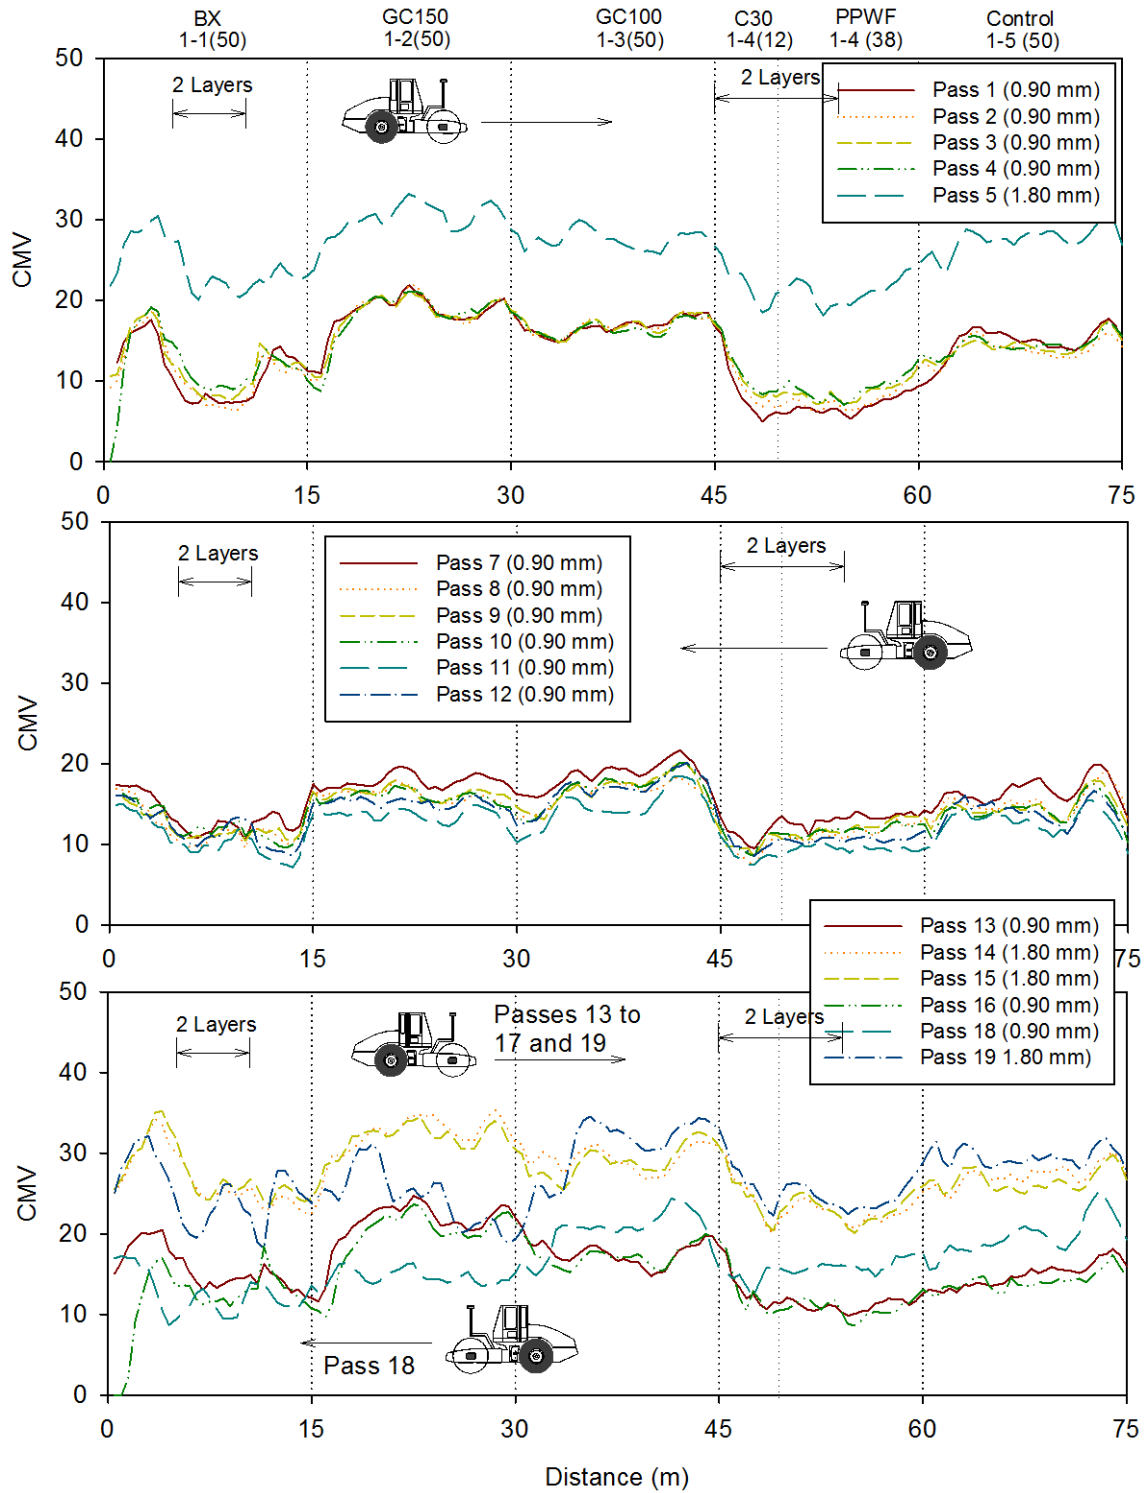 BX GC150 GC100 C30 PPWF Control
1-1(50) 1-2(50) 1-3(50) 1-4(12) 1-4 (38) 1-5 (50)
50
40
30
20
10
0
CMV
2 Layers
2 Layers
Pass 1 (0.90 mm)
Pass 2 (0.90 mm)
Pass 3 (0.90 mm)
Pass 4 (0.90 mm)
Pass 5 (1.80 mm)
0 15 30 45 60 75
50
40
30
20
10
0
CMV
2 Layers
Pass 7 (0.90 mm)
Pass 8 (0.90 mm)
Pass 9 (0.90 mm)
Pass 10 (0.90 mm)
Pass 11 (0.90 mm)
Pass 12 (0.90 mm)
2 Layers
0 15 30 45 75
Pass 13 (0.90 mm)
Pass 14 (1.80 mm)
Pass 15 (1.80 mm)
Pass 16 (0.90 mm)
Pass 18 (0.90 mm)
Pass 19 1.80 mm)
50
40
30
20
10
0
CMV
2 Layers
Passes 13 to
17 and 19
2 Layers
Pass 18
0 15 30 45 60 75
Distance (m)